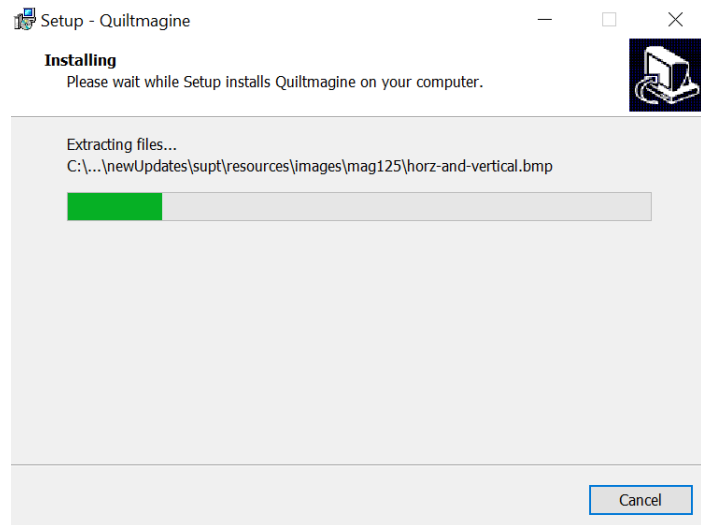 Setup - Quiltmagine
Installing
Please wait while Setup installs Quiltmagine on your computer.
Extracting files...
C:\...\newUpdates\supt\resources\images\mag125\horz-and-vertical.bmp
Cancel